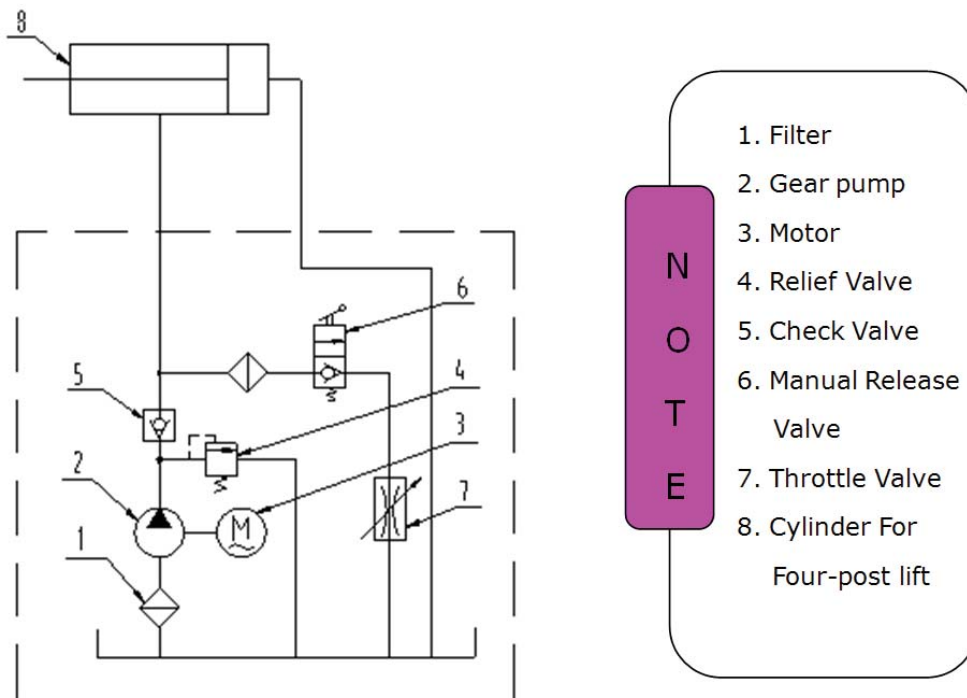 8
6
5
4
3
2
M
7
1
N
O
T
E
1. Filter
2. Gear pump
3. Motor
4. Relief Valve
5. Check Valve
6. Manual Release
Valve
7. Throttle Valve
8. Cylinder For
Four-post lift